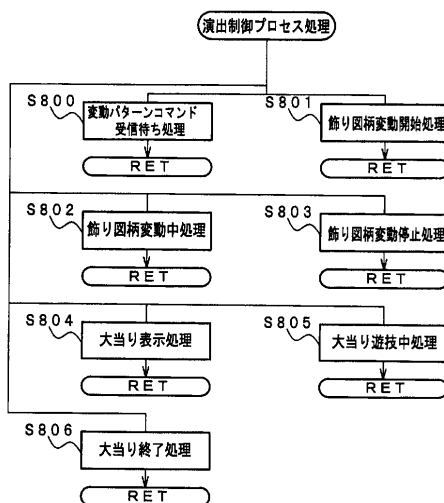 演出制御プロセス処理
S800
変動パターンコマンド
受信待ち処理
RET
S801
飾り図柄変動開始処理
RET
S802
飾り図柄変動中処理
RET
S803
飾り図柄変動停止処理
RET
S804
大当り表示処理
RET
S805
大当り遊技中処理
RET
S806
大当り終了処理
RET